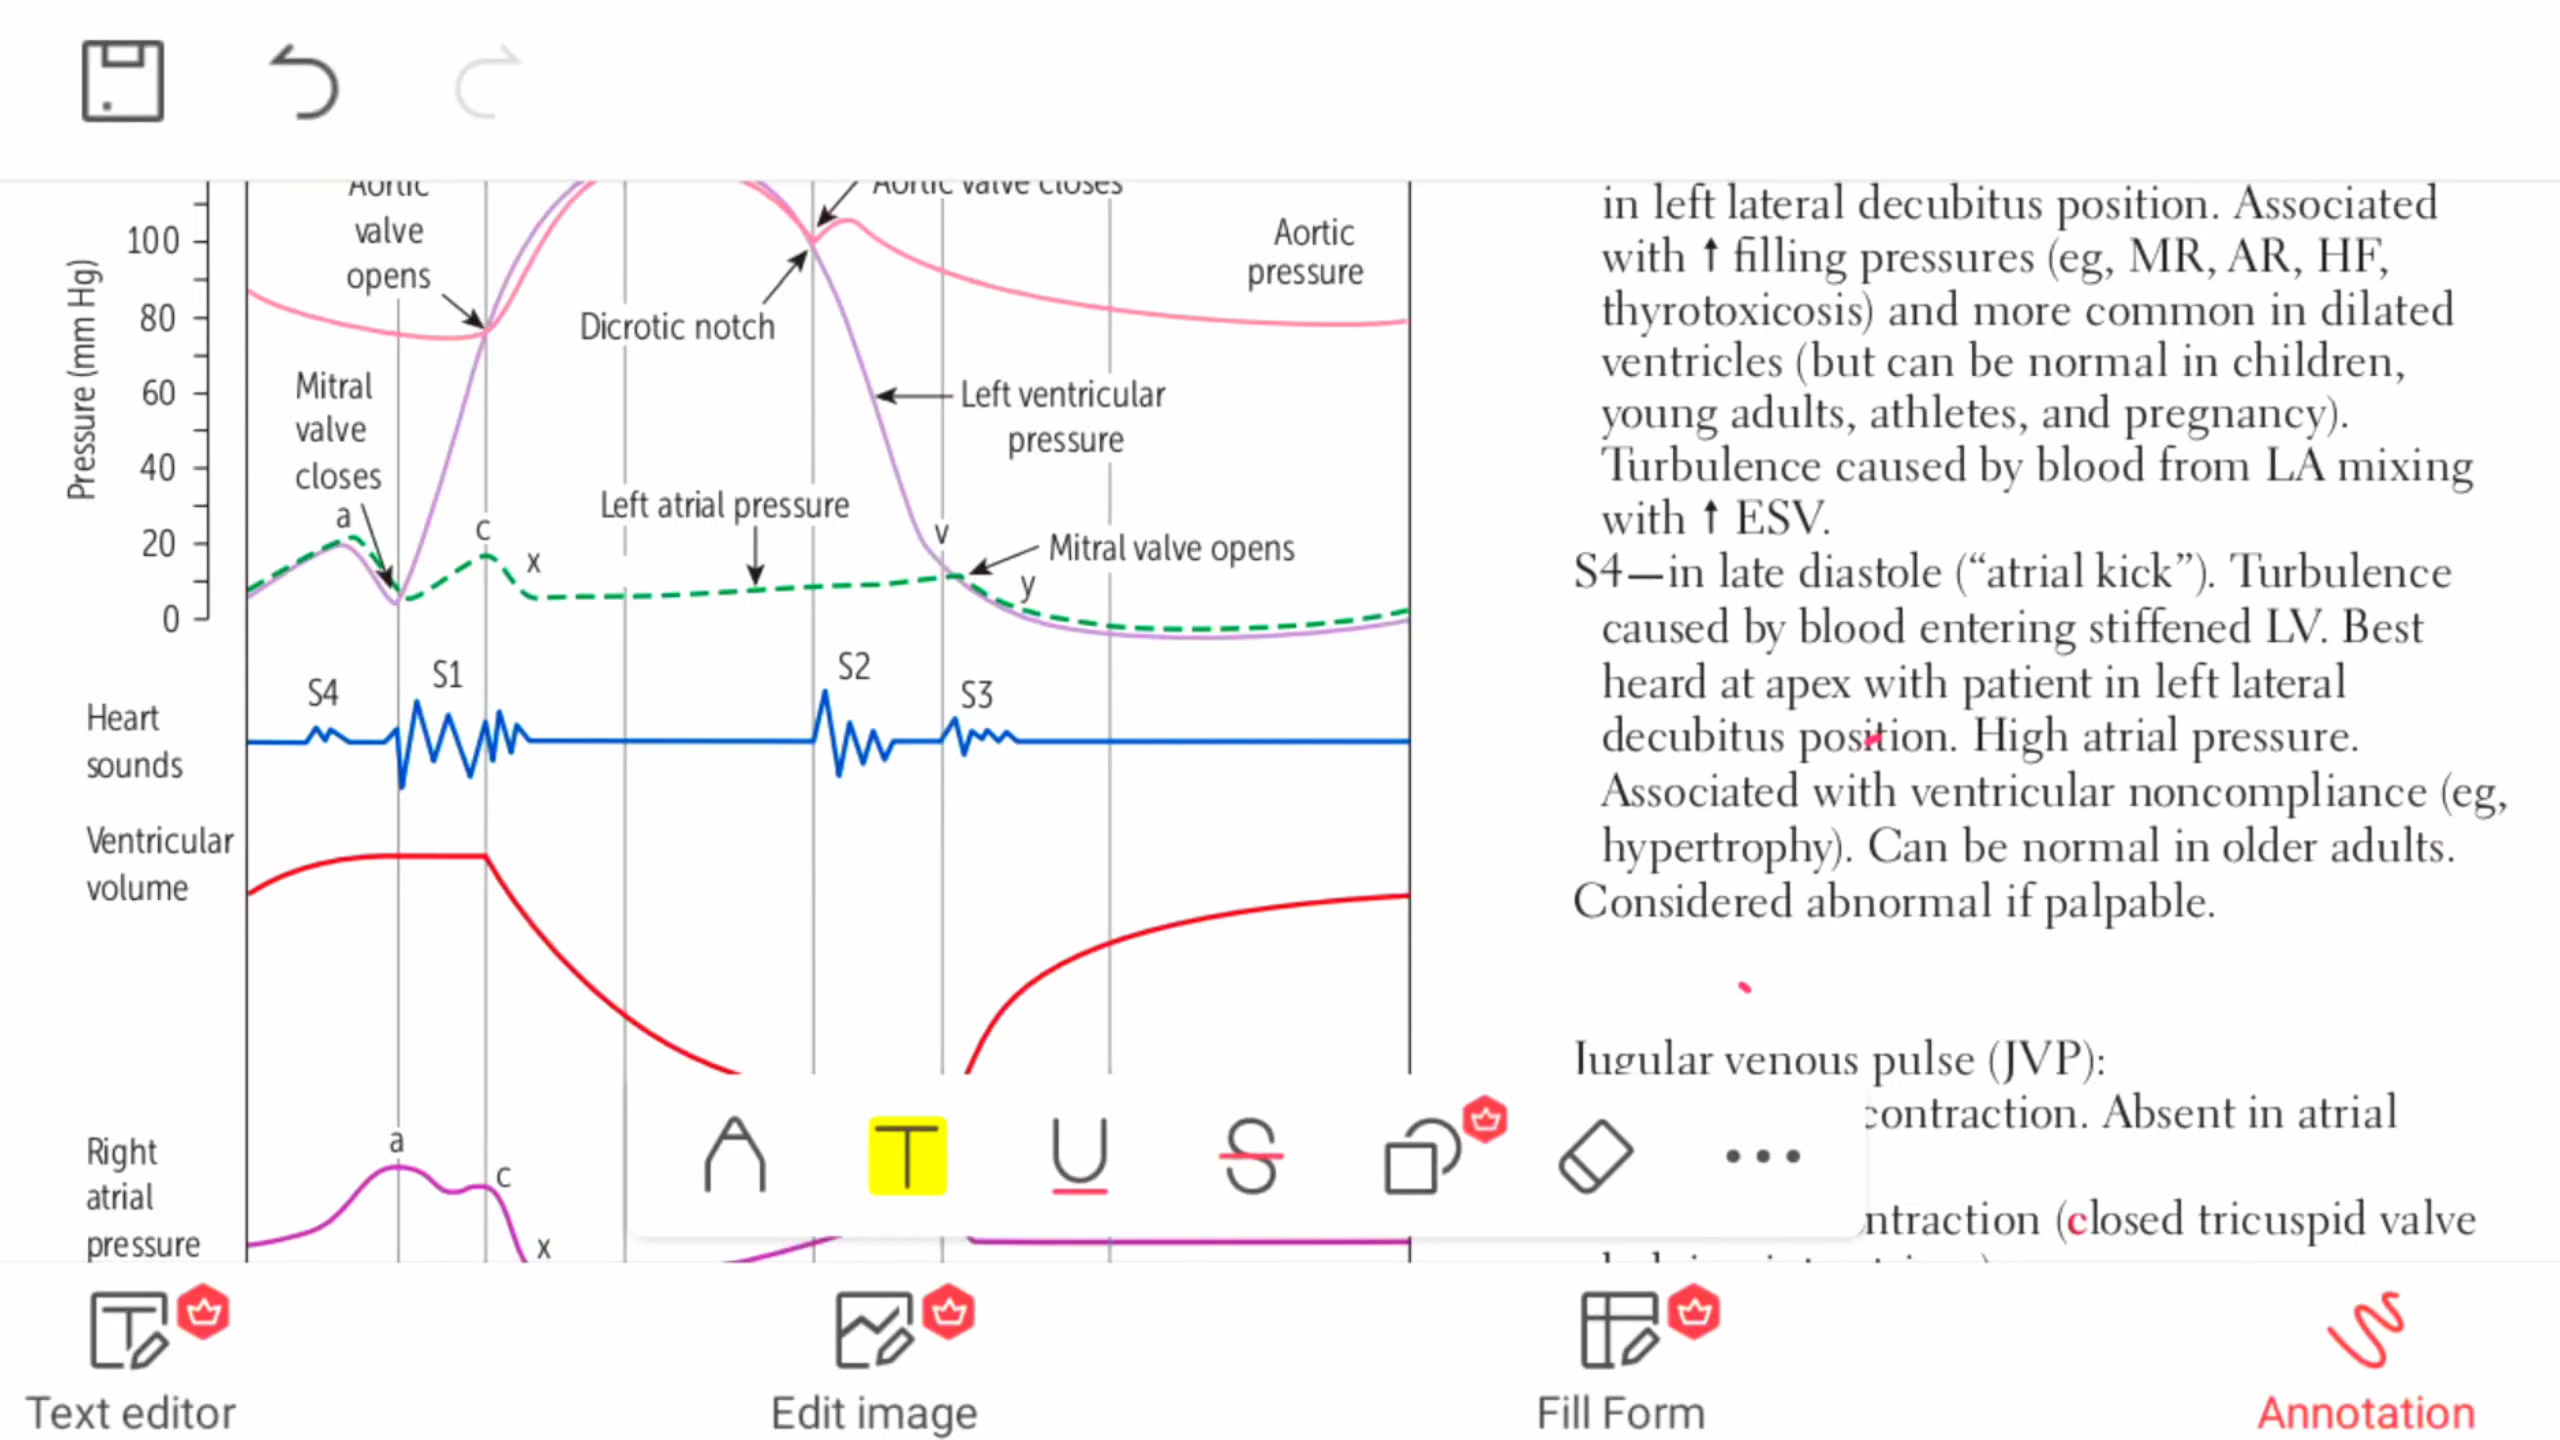 Aortic
valve
opens
Aortic valve closes
Aortic
pressure
100
80
60
40
20
0
Pressure (mm Hg)
Dicrotic notch
Mitral
valve
closes
Left ventricular
pressure
Left atrial pressure
a
c
x
v
Mitral valve opens
y
S4
S1
S2
S3
Heart
sounds
Ventricular
volume
Right
atrial
pressure
a
c
x
in left lateral decubitus position. Associated
with ↑ filling pressures (eg, MR, AR, HF,
thyrotoxicosis) and more common in dilated
ventricles (but can be normal in children,
young adults, athletes, and pregnancy).
Turbulence caused by blood from LA mixing
with ↑ ESV.
S4—in late diastole (“atrial kick”). Turbulence
caused by blood entering stiffened LV. Best
heard at apex with patient in left lateral
decubitus position. High atrial pressure.
Associated with ventricular noncompliance (eg,
hypertrophy). Can be normal in older adults.
Considered abnormal if palpable.
Jugular venous pulse (JVP):
contraction. Absent in atrial
ntraction (closed tricuspid valve
A T U S
Text editor
Edit image
Fill Form
Annotation